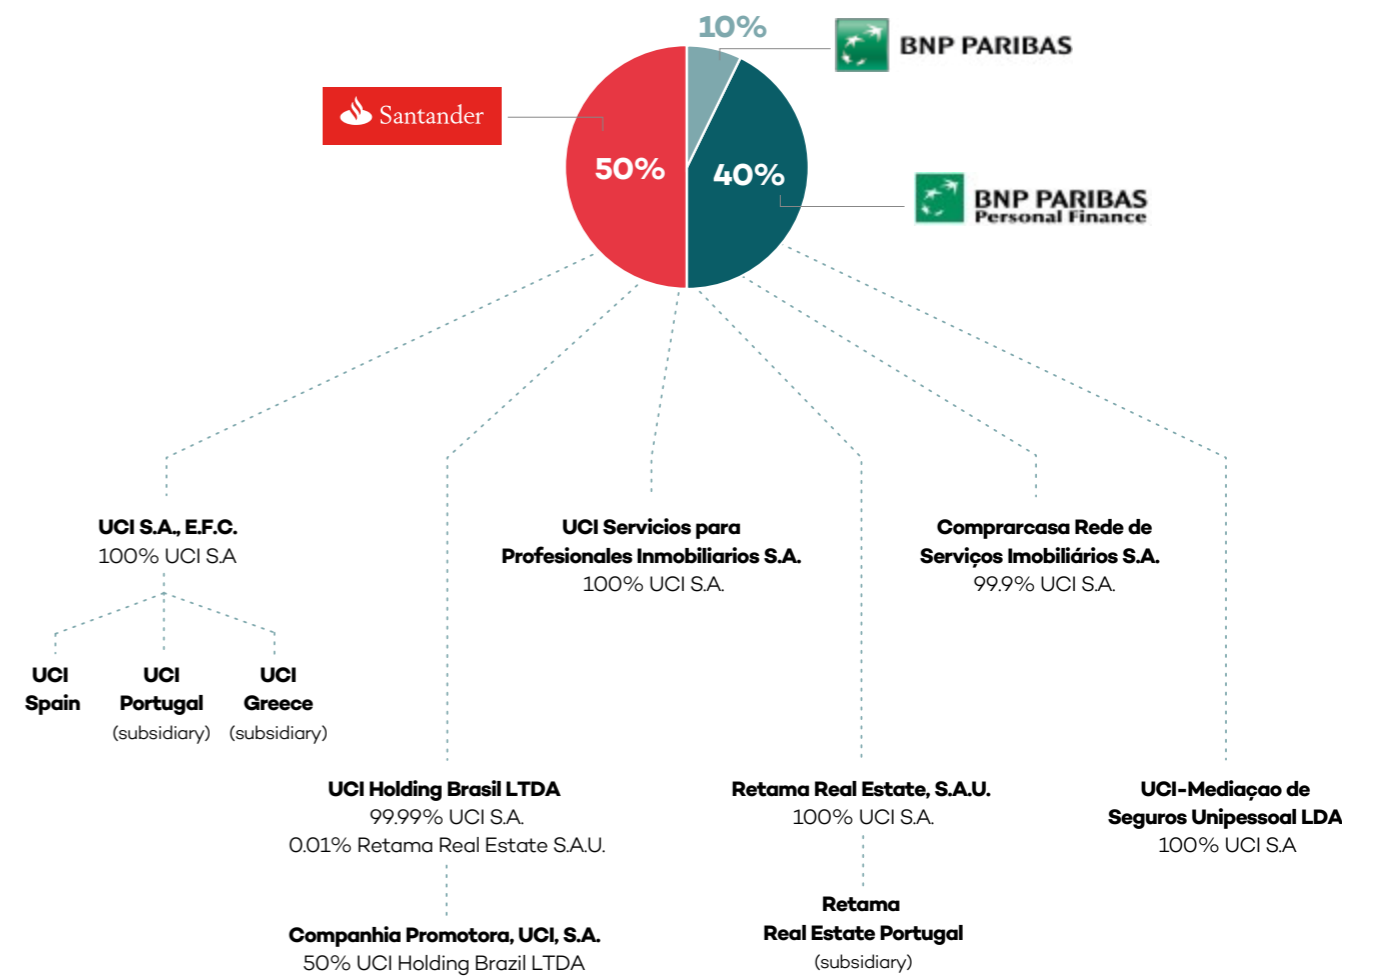 10%
BNP PARIBAS
Santander
50%
40%
BNP PARIBAS
Personal Finance
UCI S.A., E.F.C.
100% UCI S.A
UCI Servicios para
Profesionales Inmobiliarios S.A.
100% UCI S.A.
Comprarcasa Rede de
Serviços Imobiliários S.A.
99.9% UCI S.A.
UCI
Spain
UCI
Portugal
(subsidiary)
UCI
Greece
(subsidiary)
UCI Holding Brasil LTDA
99.99% UCI S.A.
0.01% Retama Real Estate S.A.U.
Retama Real Estate, S.A.U.
100% UCI S.A.
UCI-Mediaçao de
Seguros Unipessoal LDA
100% UCI S.A
Companhia Promotora, UCI, S.A.
50% UCI Holding Brazil LTDA
Retama
Real Estate Portugal
(subsidiary)